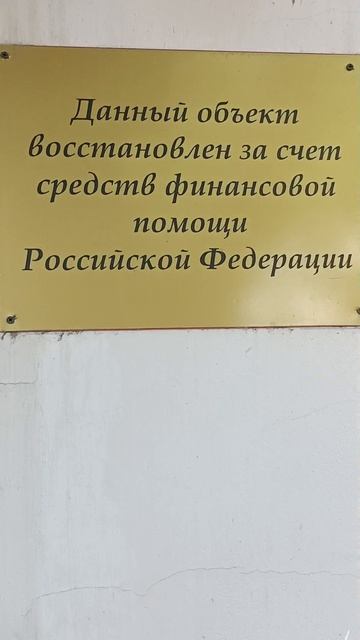 Данный объект
восстановлен за счет
средств финансовой
помощи
Российской Федерации